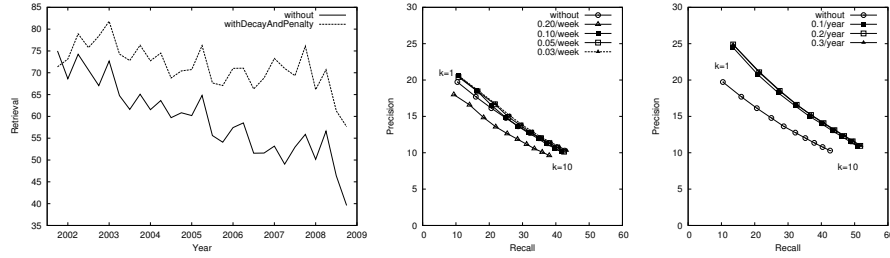 85
80
75
70
65
60
55
50
45
40
35
Retrieval
2002 2003 2004 2005 2006 2007 2008 2009
Year
without
withDecayAndPenalty
30
25
20
15
10
5
0
Precision
0 10 20 30 40 50 60
Recall
without
0.20/week
0.10/week
0.05/week
0.03/week
k=1
k=10
30
25
20
15
10
5
0
Precision
0 10 20 30 40 50 60
Recall
without
0.1/year
0.2/year
0.3/year
k=1
k=10